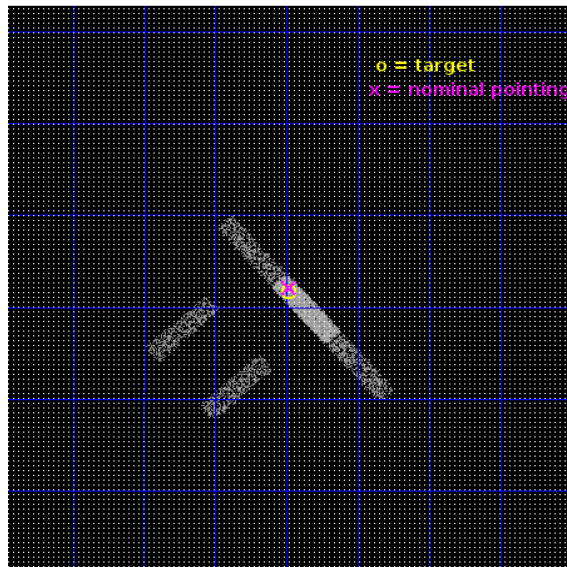 o = target
x = nominal pointing